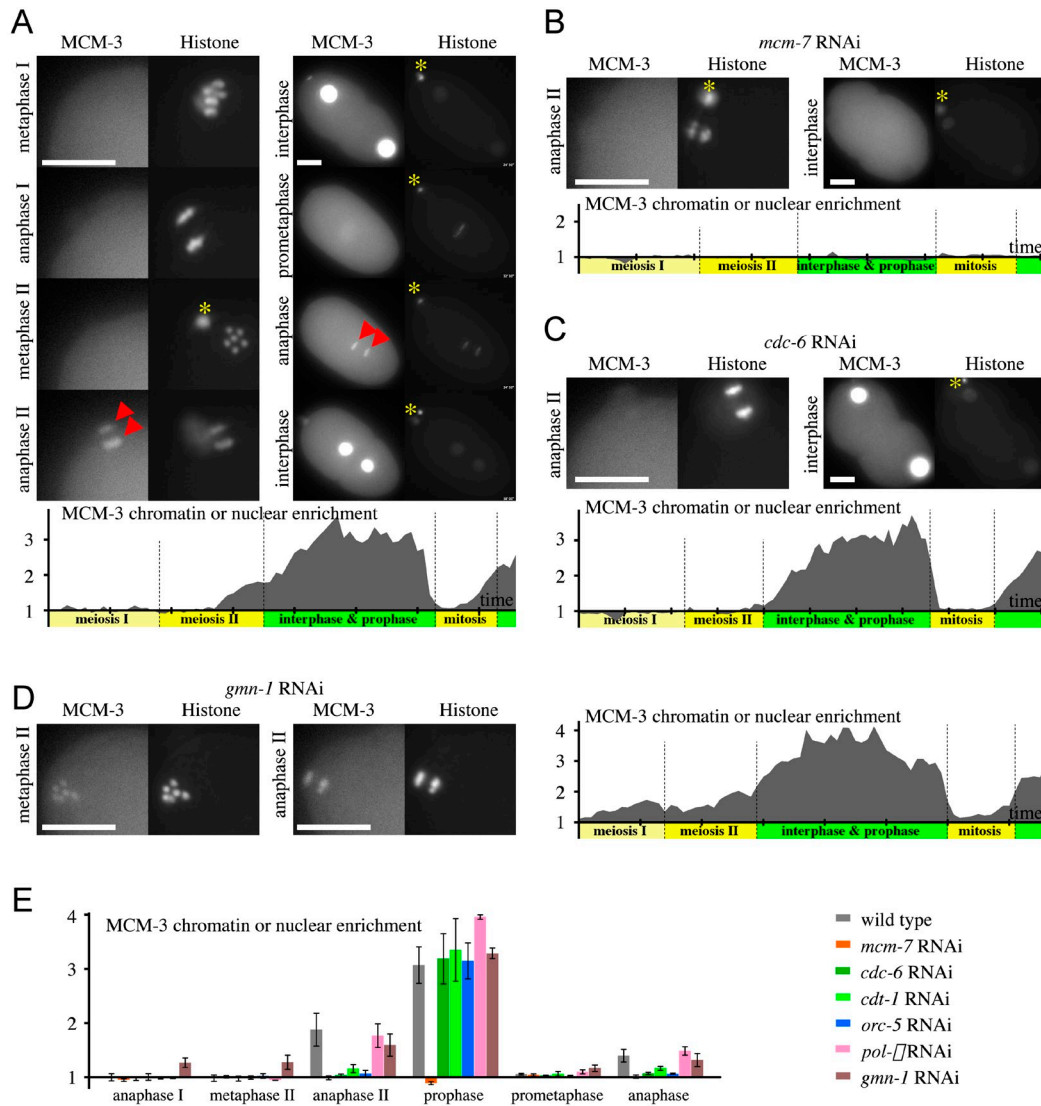 A
MCM-3 Histone MCM-3 Histone
metaphase I
anaphase I
metaphase II
anaphase II
*
interphase
prometaphase
anaphase
interphase
*
*
*
*
MCM-3 chromatin or nuclear enrichment
3
2
1
time
meiosis I meiosis II interphase & prophase mitosis
B
mcm-7 RNAi
MCM-3 Histone MCM-3 Histone
anaphase II
*
interphase
*
MCM-3 chromatin or nuclear enrichment
2
1
time
meiosis I meiosis II interphase & prophase mitosis
C
cdc-6 RNAi
MCM-3 Histone MCM-3 Histone
anaphase II
interphase
*
MCM-3 chromatin or nuclear enrichment
3
2
1
time
meiosis I meiosis II interphase & prophase mitosis
D
gmn-1 RNAi
MCM-3 Histone MCM-3 Histone
metaphase II
anaphase II
MCM-3 chromatin or nuclear enrichment
4
3
2
1
time
meiosis I meiosis II interphase & prophase mitosis
E
MCM-3 chromatin or nuclear enrichment
4
3
2
1
anaphase I metaphase II anaphase II prophase prometaphase anaphase
wild type
mcm-7 RNAi
cdc-6 RNAi
cdt-1 RNAi
orc-5 RNAi
pol-[] RNAi
gmn-1 RNAi